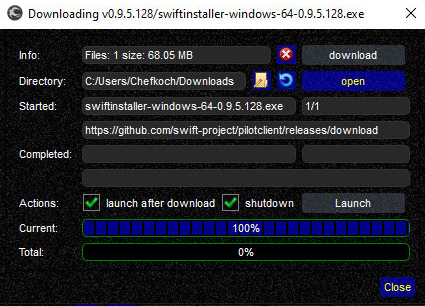 Downloading v0.9.5.128/swiftinstaller-windows-64-0.9.5.128.exe
Info: Files: 1 size: 68.05 MB download
Directory: C:/Users/Chefkoch/Downloads open
Started: swiftinstaller-windows-64-0.9.5.128.exe 1/1
https://github.com/swift-project/pilotclient/releases/download
Completed:
Actions: launch after download shutdown Launch
Current: 100%
Total: 0%
Close